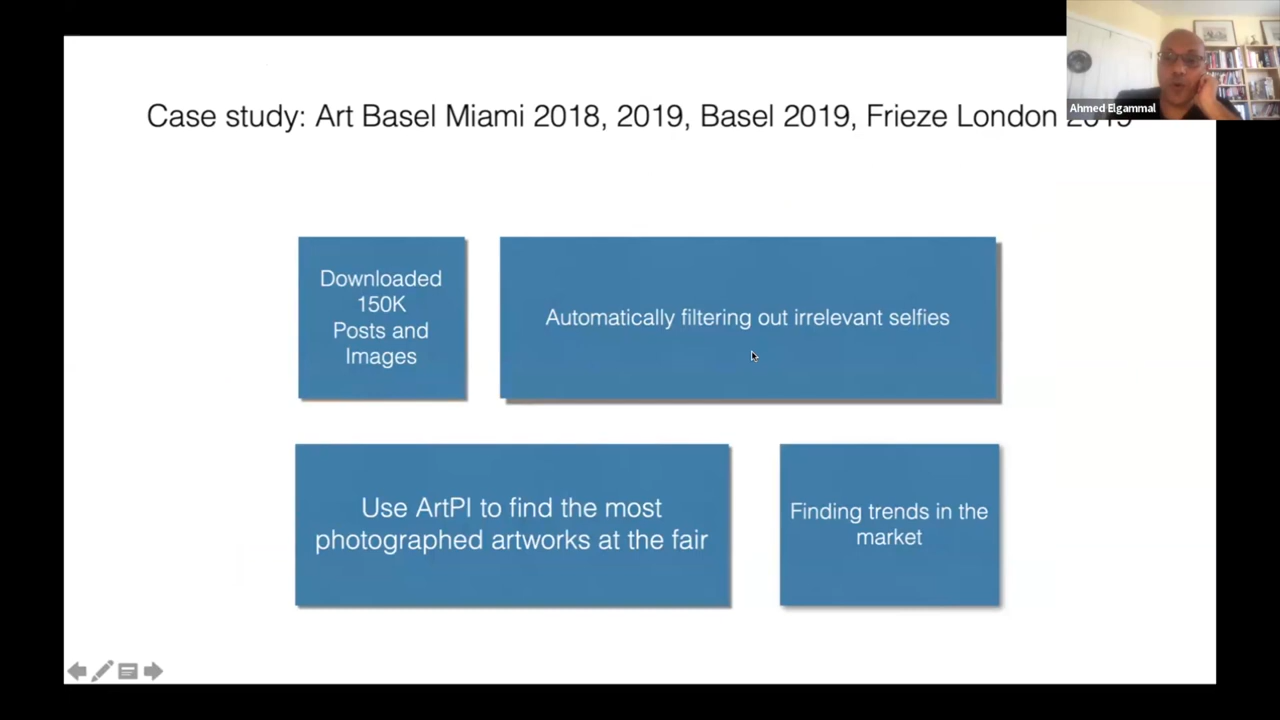 Ahmed Elgammal
Case study: Art Basel Miami 2018, 2019, Basel 2019, Frieze London 2019
Downloaded
150K
Posts and
Images
Automatically filtering out irrelevant selfies
Use ArtPI to find the most
photographed artworks at the fair
Finding trends in the
market